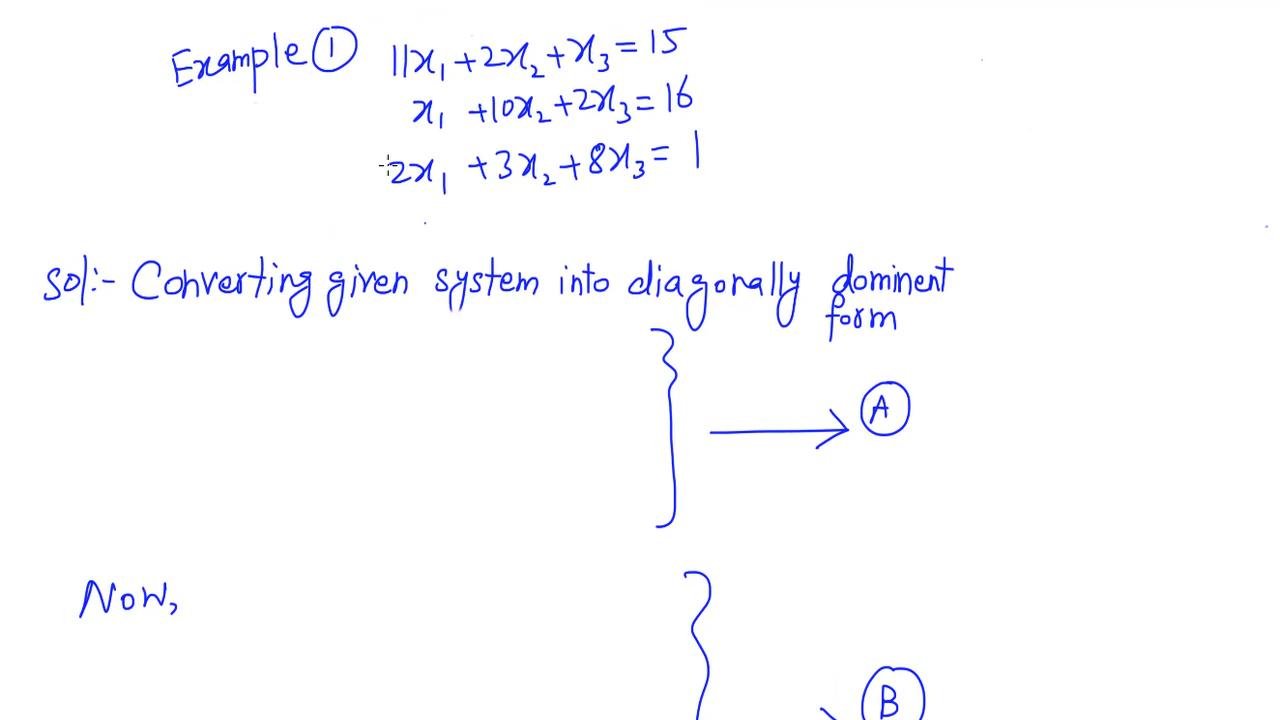 Example ① 11x₁ + 2x₂ + x₃ = 15
x₁ + 10x₂ + 2x₃ = 16
2x₁ + 3x₂ + 8x₃ = 1
Sol:- Converting given system into diagonally dominent
form
} → Ⓐ
Now,
} Ⓑ